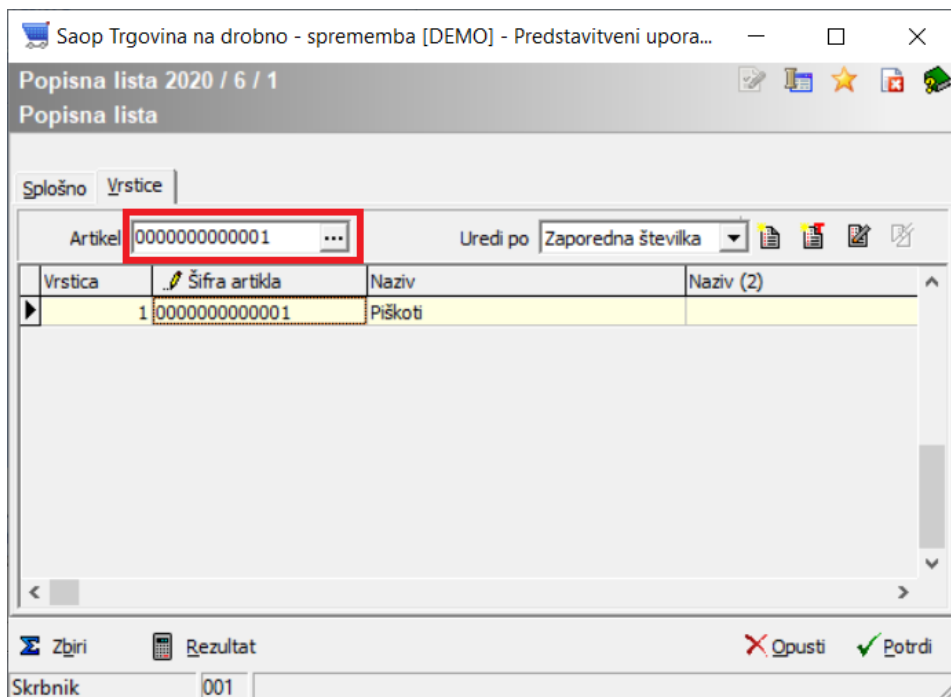 Saop Trgovina na drobno - sprememba [DEMO] - Predstavitveni upora...
Popisna lista 2020 / 6 / 1
Popisna lista
Splošno Vrstice
Artikel 0000000000001 ... Uredi po Zaporedna številka
Vrstica .. Šifra artikla Naziv Naziv (2)
1 0000000000001 Piškoti
Zbiri Rezultat Opusti Potrdi
Skrbnik 001